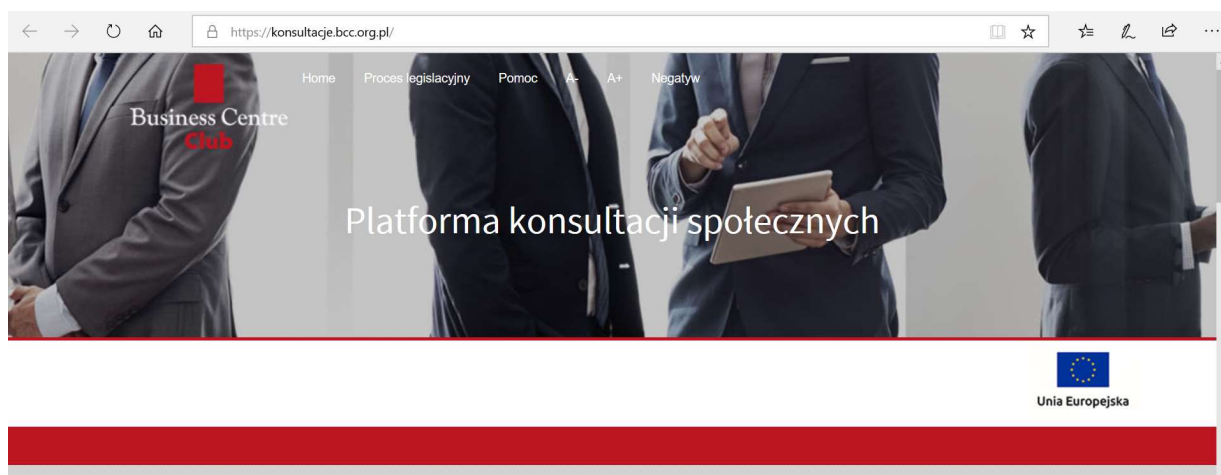 https://konsultacje.bcc.org.pl/
Home Proces legislacyjny Pomoc A- A+ Negatyw
Business Centre
Club
Platforma konsultacji społecznych
Unia Europejska